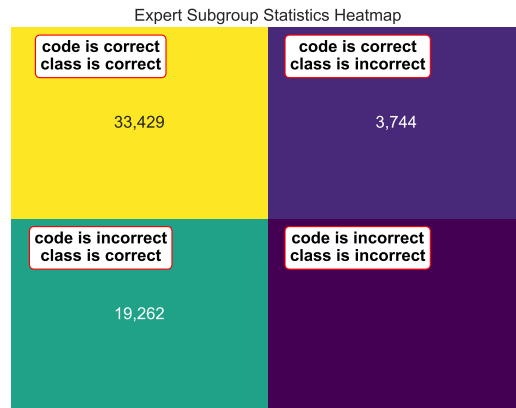 Expert Subgroup Statistics Heatmap
code is correct
class is correct
code is correct
class is incorrect
33,429
3,744
code is incorrect
class is correct
code is incorrect
class is incorrect
19,262